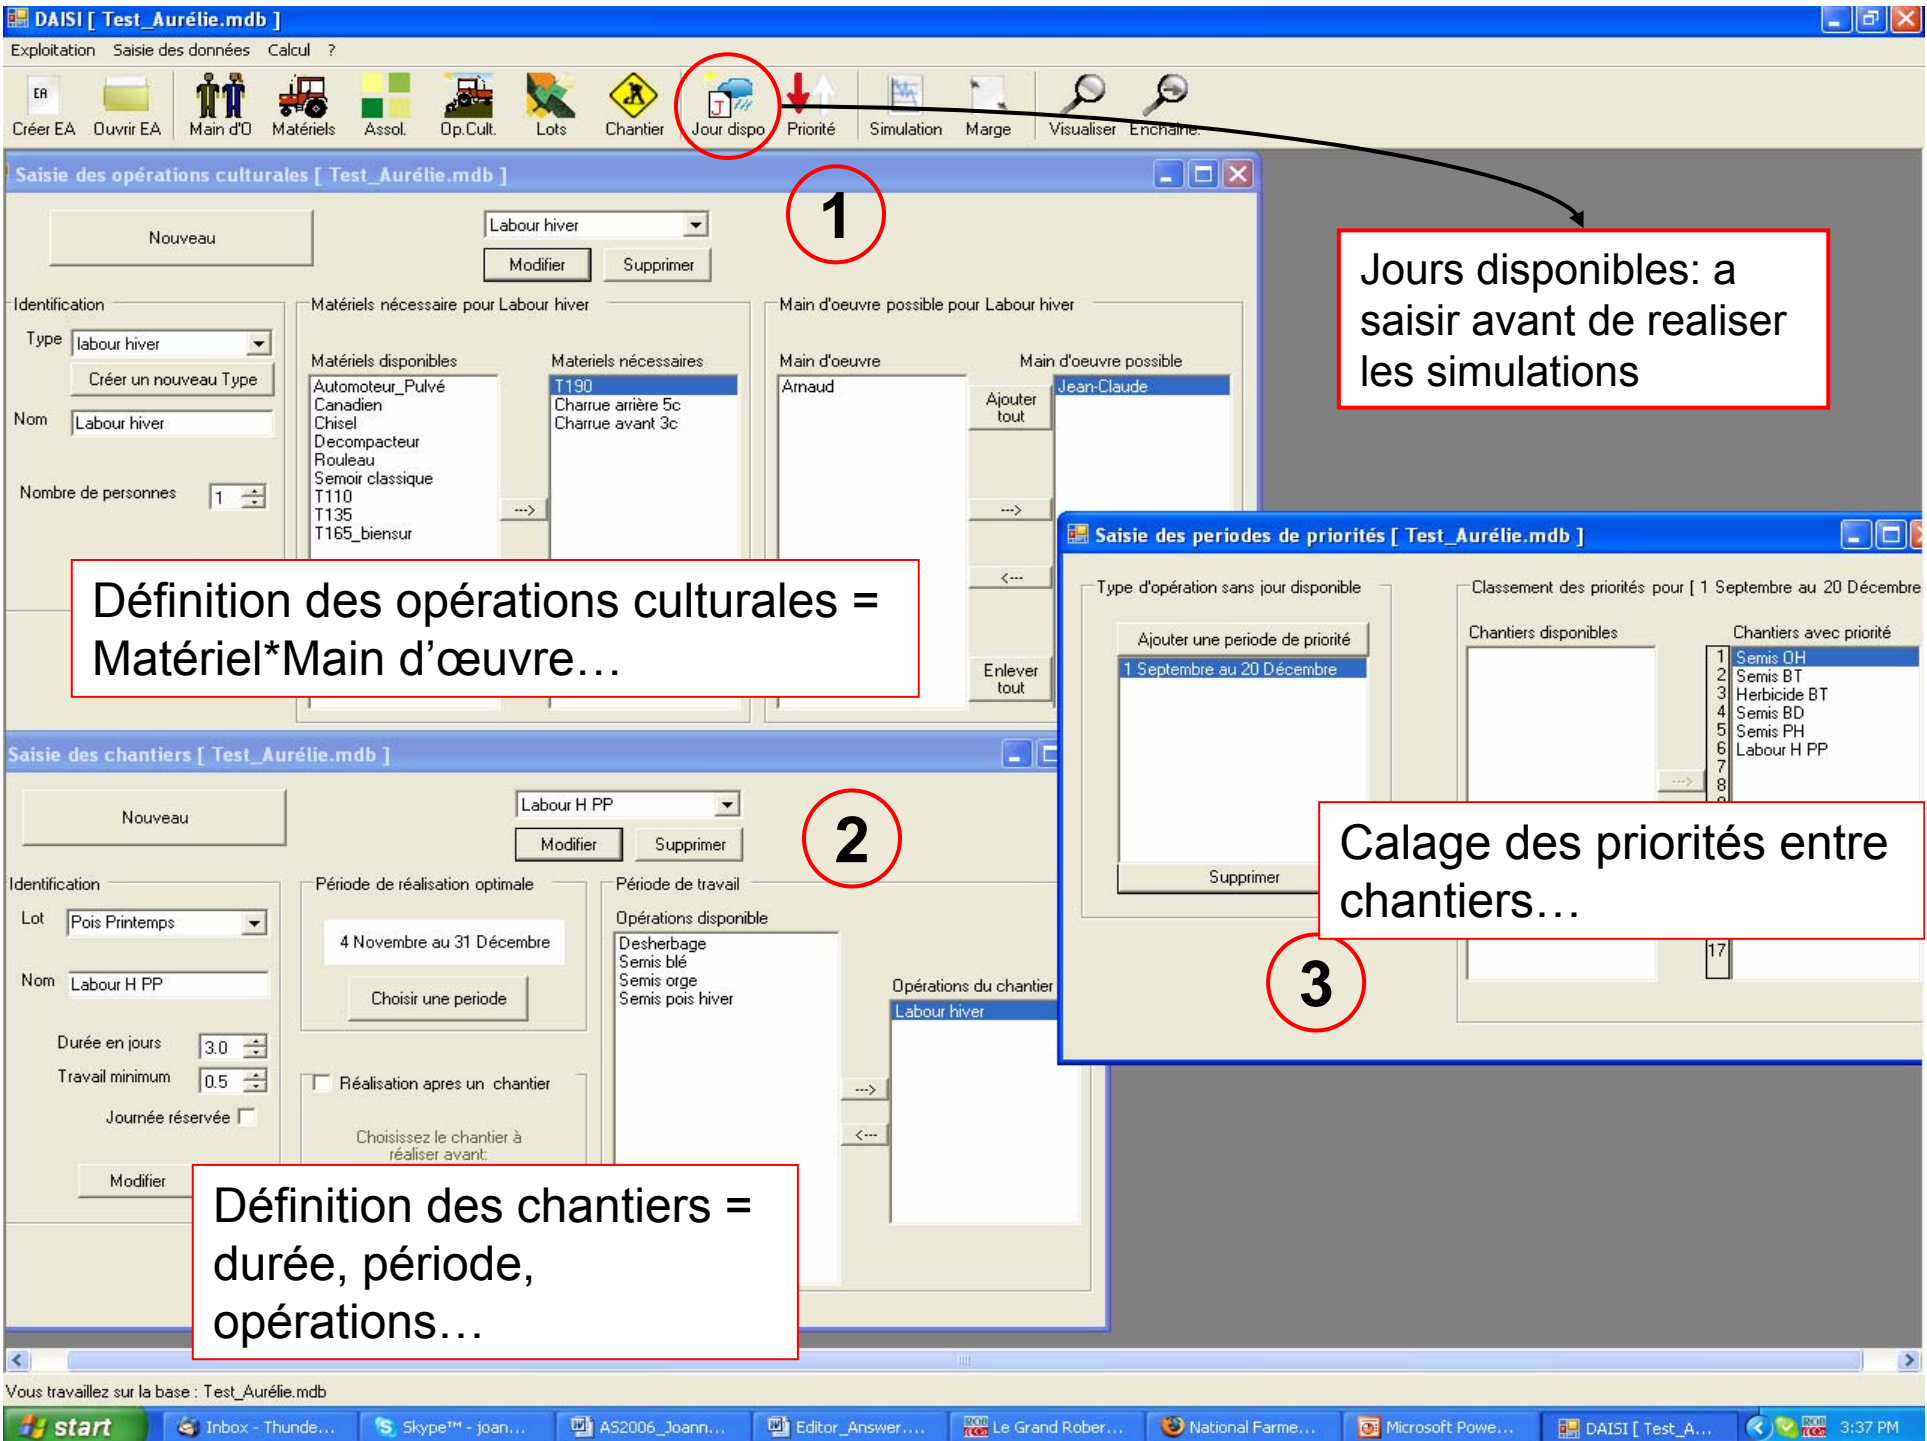 DAISI [ Test_Aurélie.mdb ]
Exploitation Saisie des données Calcul ?
EA
Créer EA Ouvrir EA Main d'O Matériels Assol. Op.Cult. Lots Chantier Jour dispo Priorité Simulation Marge Visualiser Enchaine.
Saisie des opérations culturales [ Test_Aurélie.mdb ]
1
Nouveau
Labour hiver
Modifier Supprimer
Jours disponibles: a
saisir avant de realiser
les simulations
Identification
Type labour hiver
Créer un nouveau Type
Nom Labour hiver
Nombre de personnes 1
Matériels nécessaire pour Labour hiver
Matériels disponibles
Automoteur_Pulvé
Canadien
Chisel
Decompacteur
Rouleau
Semoir classique
T110
T135
T165_biensur
--->
Materiels nécessaires
T190
Charrue arrière 5c
Charrue avant 3c
Main d'oeuvre possible pour Labour hiver
Main d'oeuvre
Arnaud
Ajouter
tout
--->
<---
Enlever
tout
Main d'oeuvre possible
Jean-Claude
Définition des opérations culturales =
Matériel*Main d’œuvre…
Saisie des chantiers [ Test_Aurélie.mdb ]
2
Nouveau
Labour H PP
Modifier Supprimer
Identification
Lot Pois Printemps
Nom Labour H PP
Durée en jours 3.0
Travail minimum 0.5
Journée réservée
Modifier
Période de réalisation optimale
4 Novembre au 31 Décembre
Choisir une periode
Réalisation apres un chantier
Choisissez le chantier à
réaliser avant:
Période de travail
Opérations disponible
Desherbage
Semis blé
Semis orge
Semis pois hiver
--->
<---
Opérations du chantier
Labour hiver
Définition des chantiers =
durée, période,
opérations…
Saisie des periodes de priorités [ Test_Aurélie.mdb ]
Type d'opération sans jour disponible
Ajouter une periode de priorité
1 Septembre au 20 Décembre
Supprimer
Classement des priorités pour [ 1 Septembre au 20 Décembre
Chantiers disponibles
--->
Chantiers avec priorité
1 Semis OH
2 Semis BT
3 Herbicide BT
4 Semis BD
5 Semis PH
6 Labour H PP
7
8
17
Calage des priorités entre
chantiers…
3
Vous travaillez sur la base : Test_Aurélie.mdb
start Inbox - Thunde... Skype™ - joan... AS2006_Joann... Editor_Answer.... Le Grand Rober... National Farme... Microsoft Powe... DAISI [ Test_A... 3:37 PM